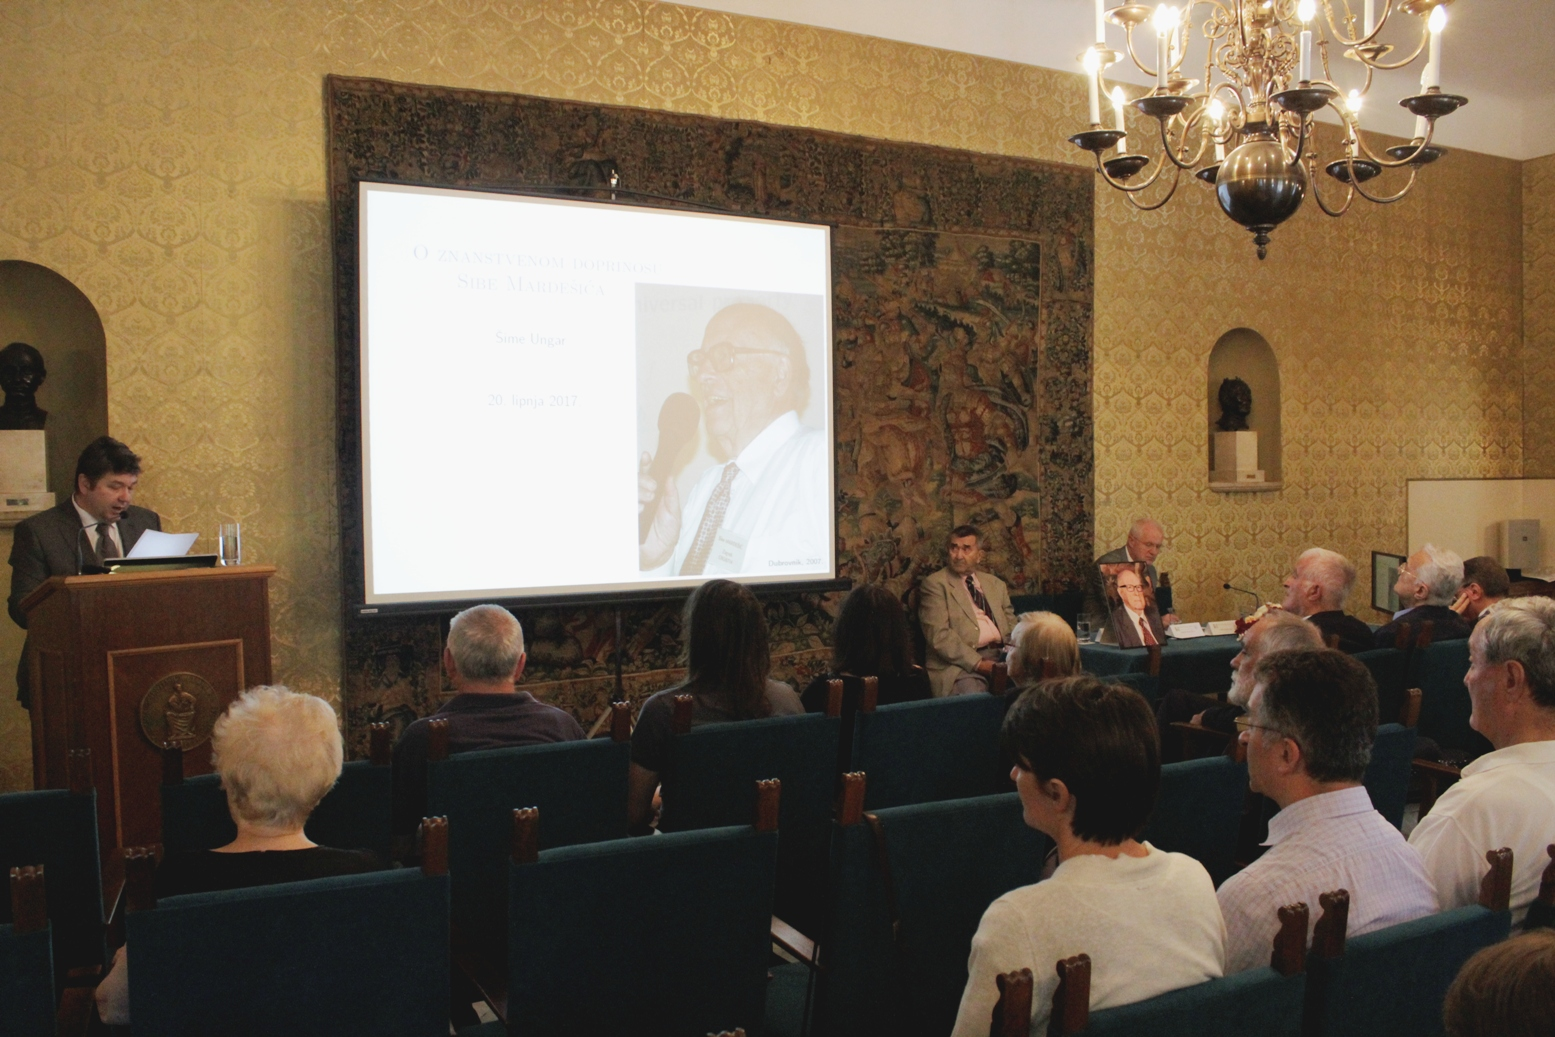 O ZNANSTVENOM DOPRINOSU
SIBE MARDEŠIĆA
Šime Ungar
20. lipnja 2017
Dubrovnik, 2007.